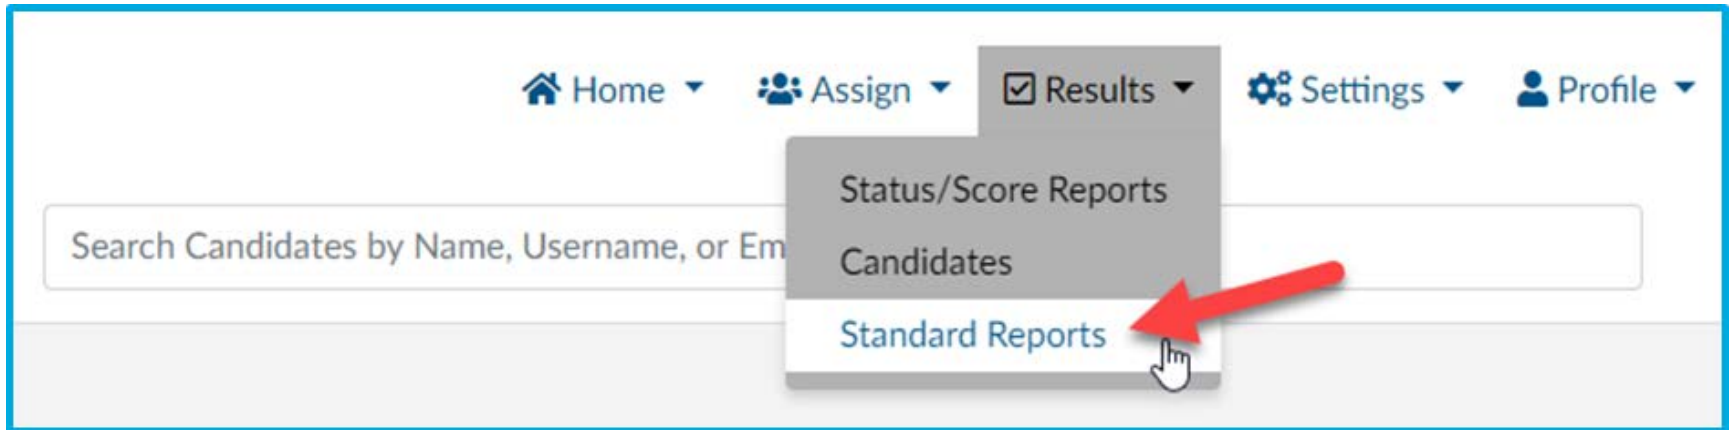 Home Assign Results Settings Profile
Status/Score Reports
Search Candidates by Name, Username, or Em
Candidates
Standard Reports